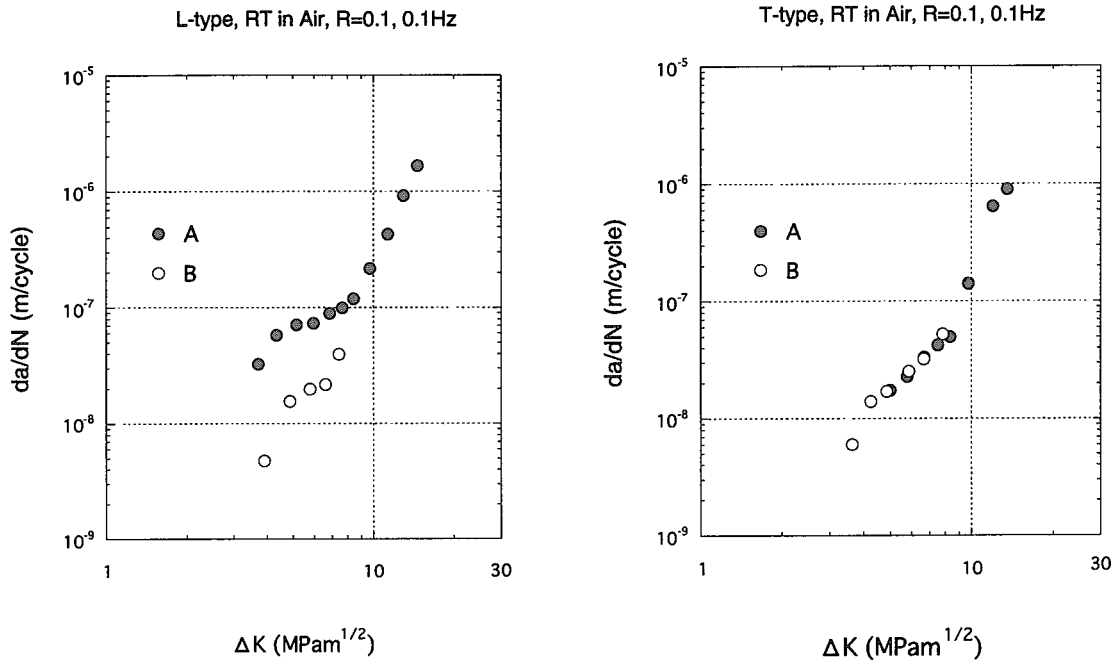 L-type, RT in Air, R=0.1, 0.1Hz
10^-5
10^-6
10^-7
10^-8
10^-9
da/dN (m/cycle)
A
B
1
10
30
ΔK (MPam^1/2)
T-type, RT in Air, R=0.1, 0.1Hz
10^-5
10^-6
10^-7
10^-8
10^-9
da/dN (m/cycle)
A
B
1
10
30
ΔK (MPam^1/2)